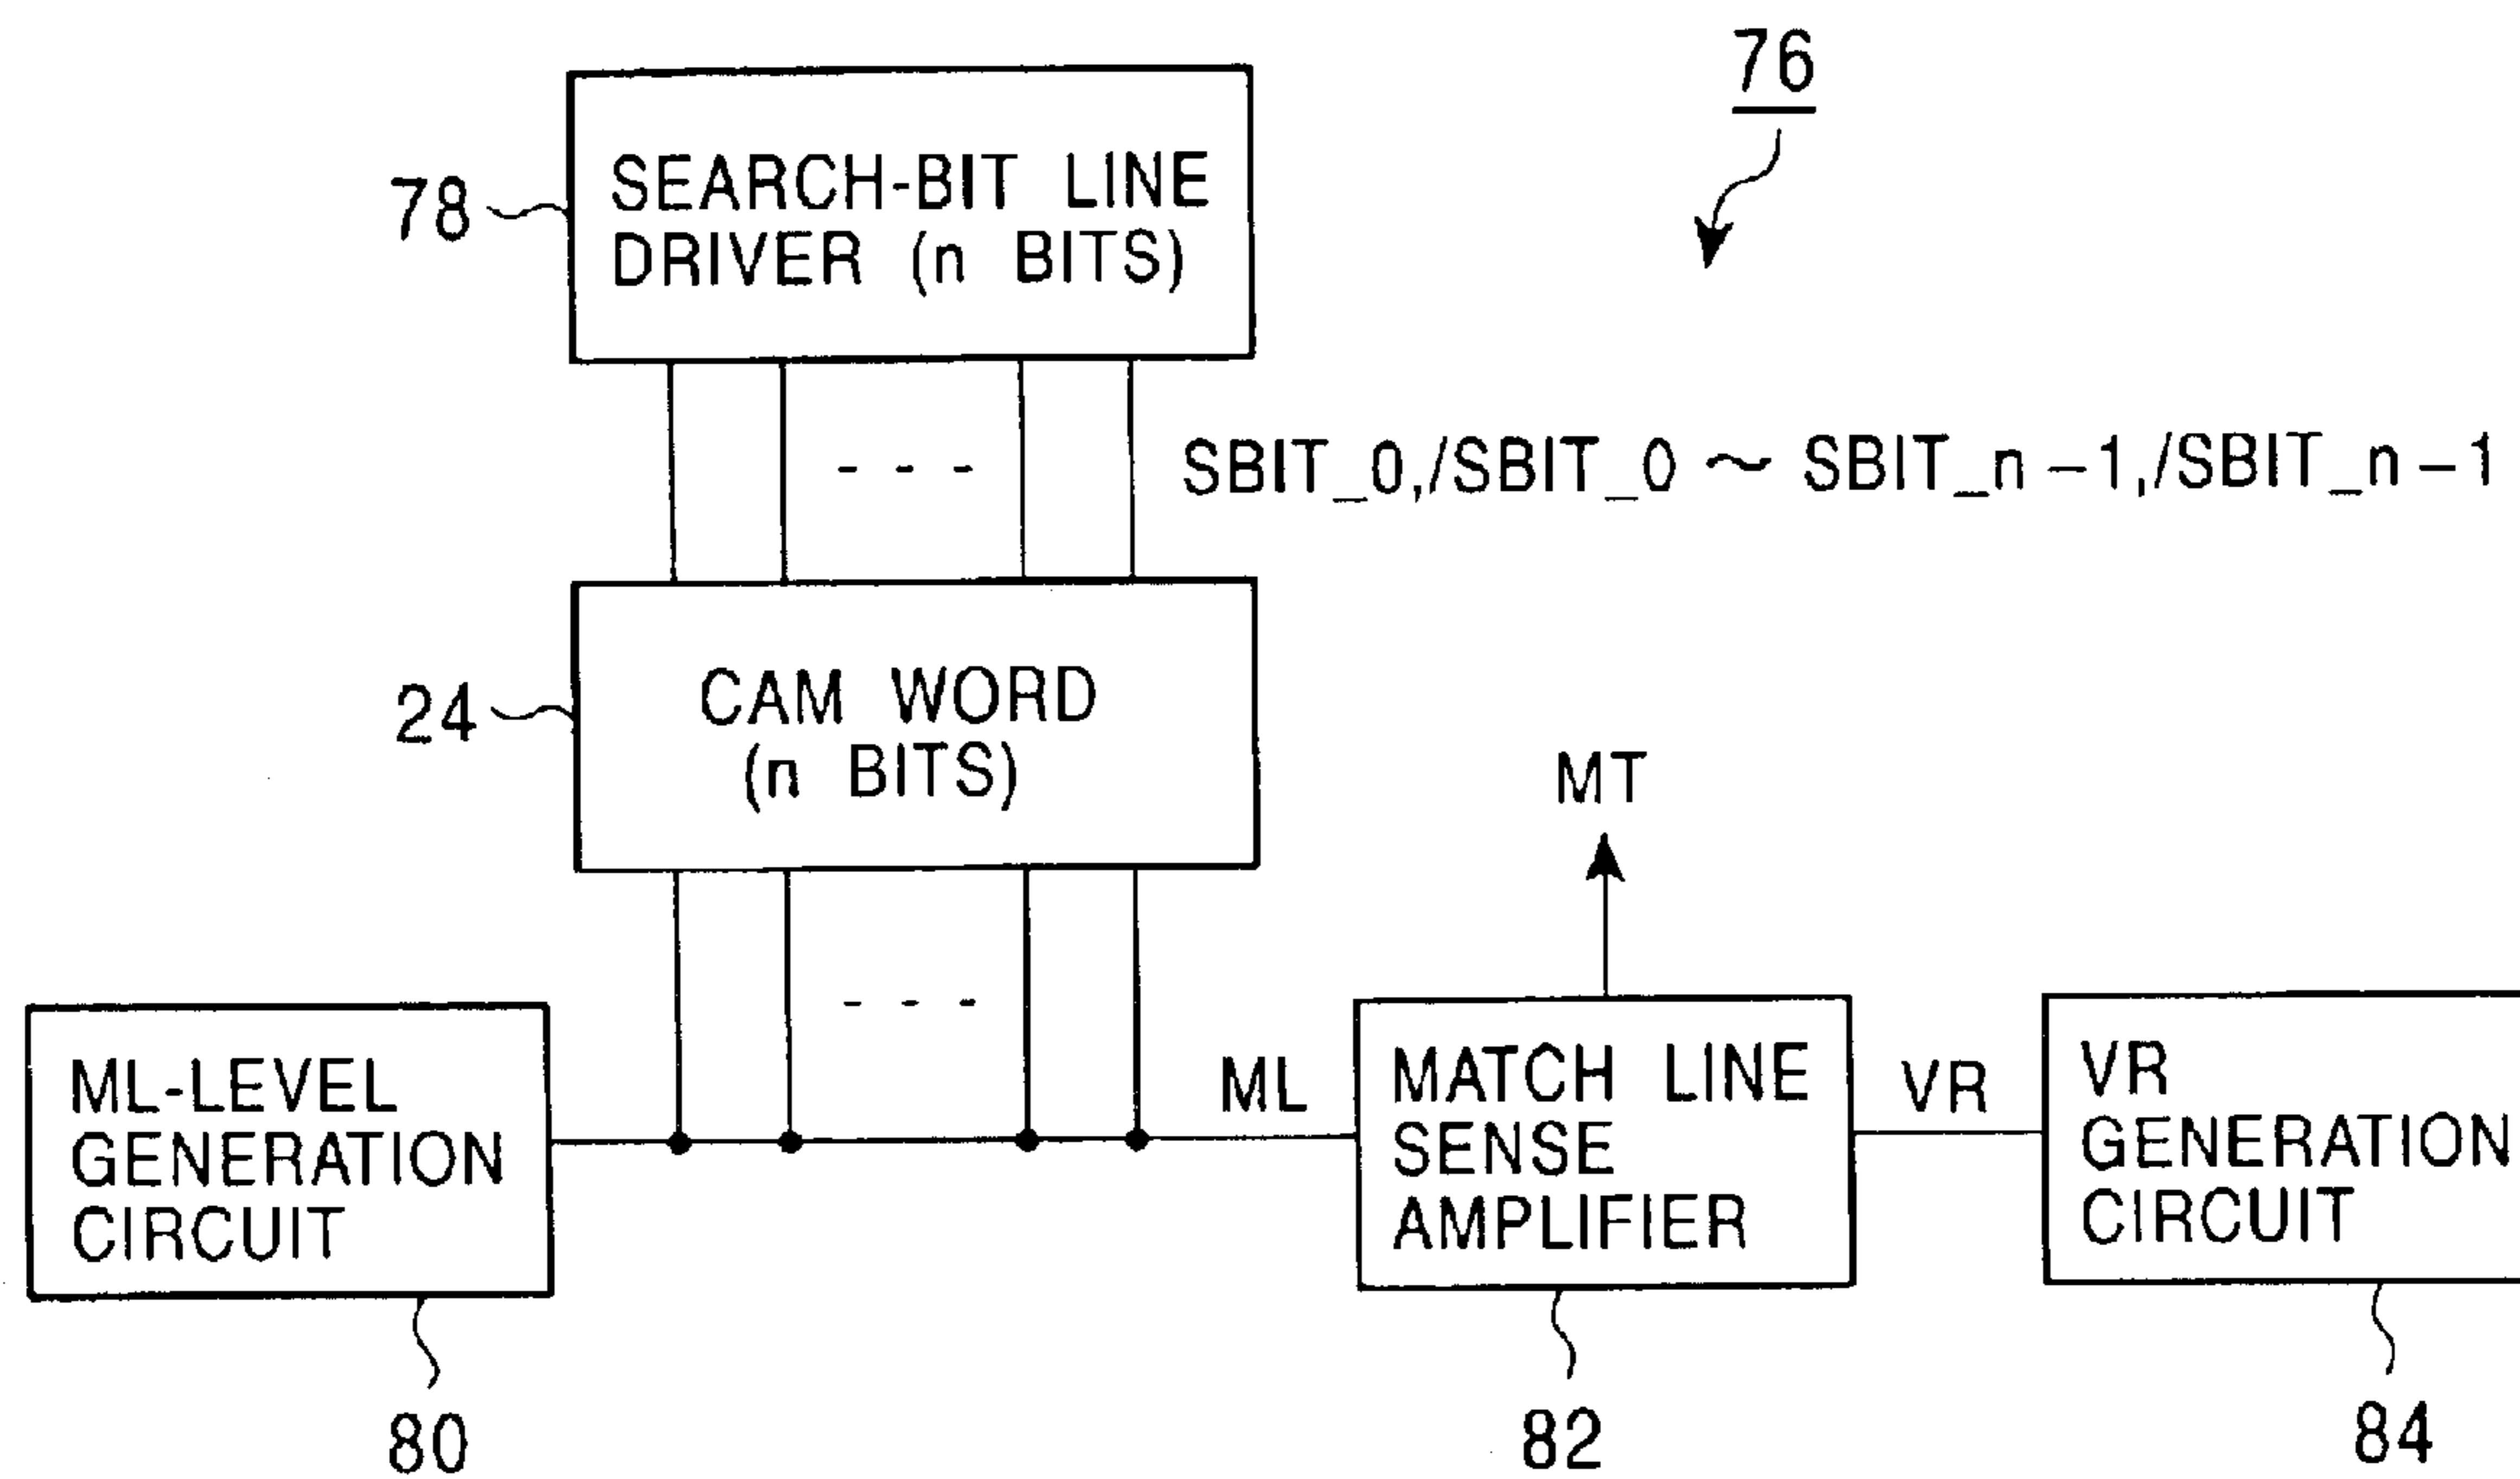 76
SEARCH-BIT LINE
DRIVER (n BITS)
78
SBIT_0,/SBIT_0 ~ SBIT_n-1,/SBIT_n-1
CAM WORD
(n BITS)
24
MT
ML-LEVEL
GENERATION
CIRCUIT
ML
MATCH LINE
SENSE
AMPLIFIER
VR
VR
GENERATION
CIRCUIT
80
82
84